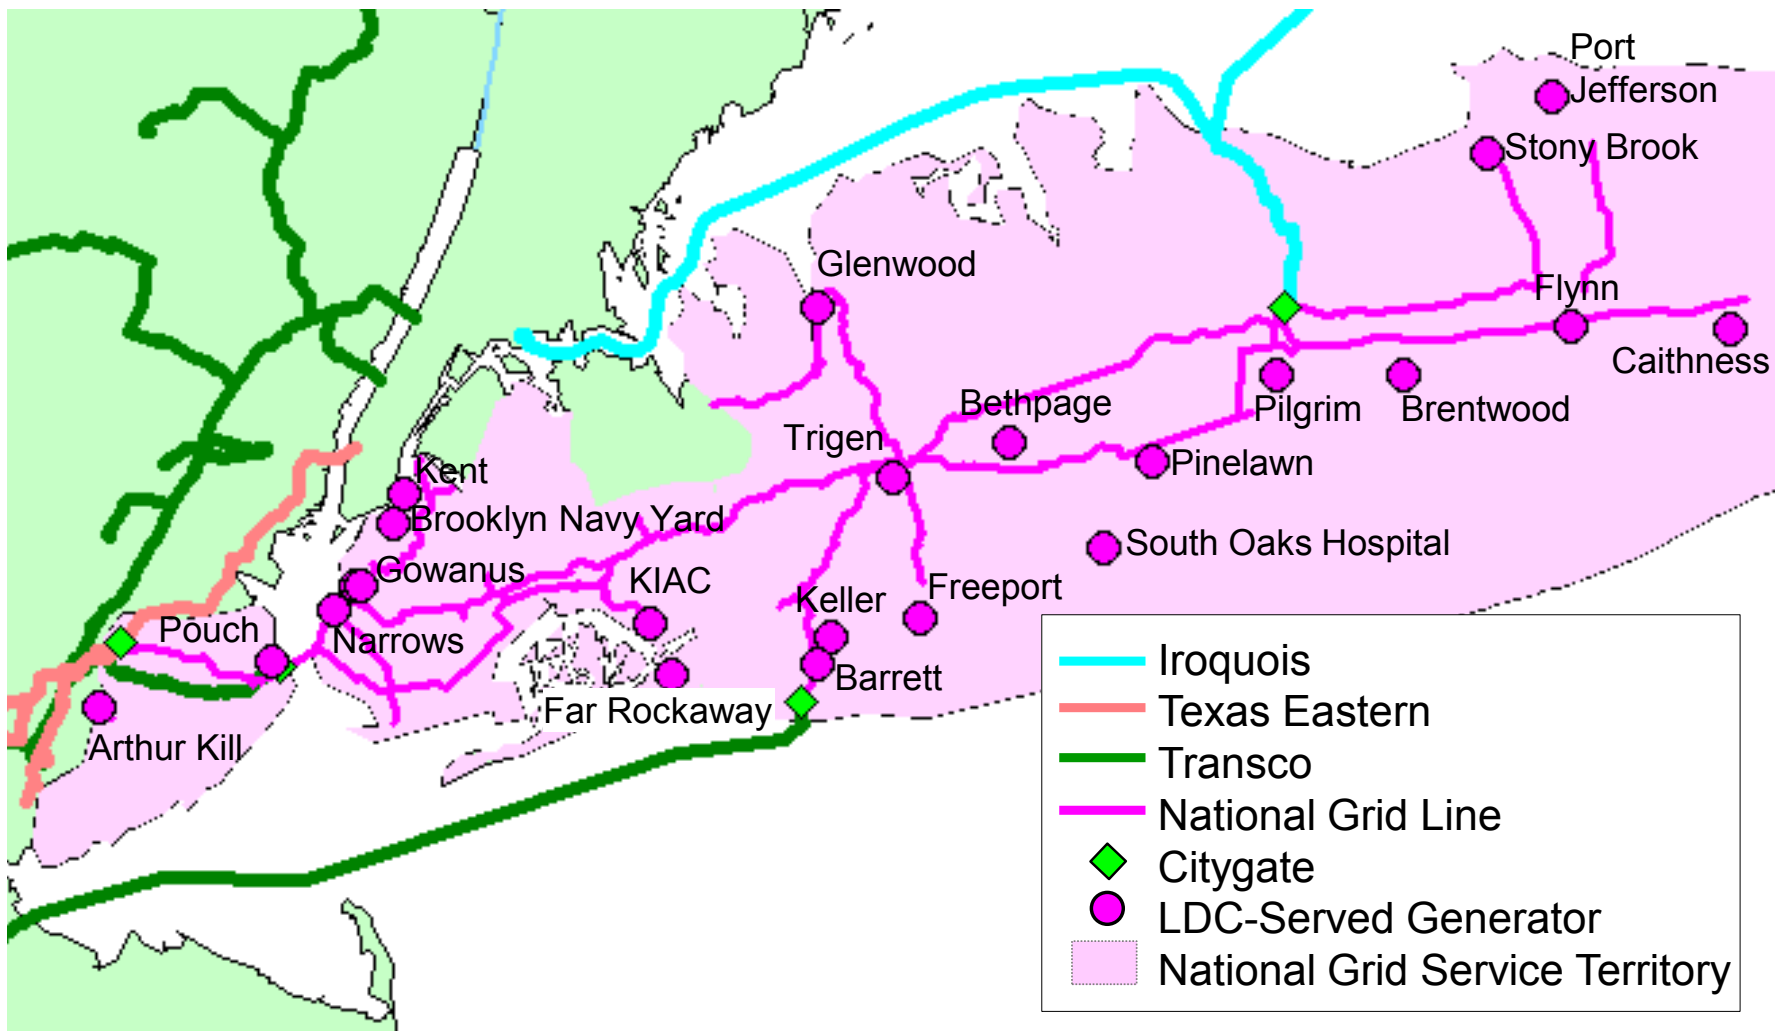 Port
Jefferson
Stony Brook
Glenwood
Flynn
Caithness
Bethpage
Pilgrim
Brentwood
Trigen
Pinelawn
Kent
Brooklyn Navy Yard
South Oaks Hospital
Gowanus
KIAC
Freeport
Keller
Pouch
Narrows
Barrett
Far Rockaway
Arthur Kill
Iroquois
Texas Eastern
Transco
National Grid Line
Citygate
LDC-Served Generator
National Grid Service Territory